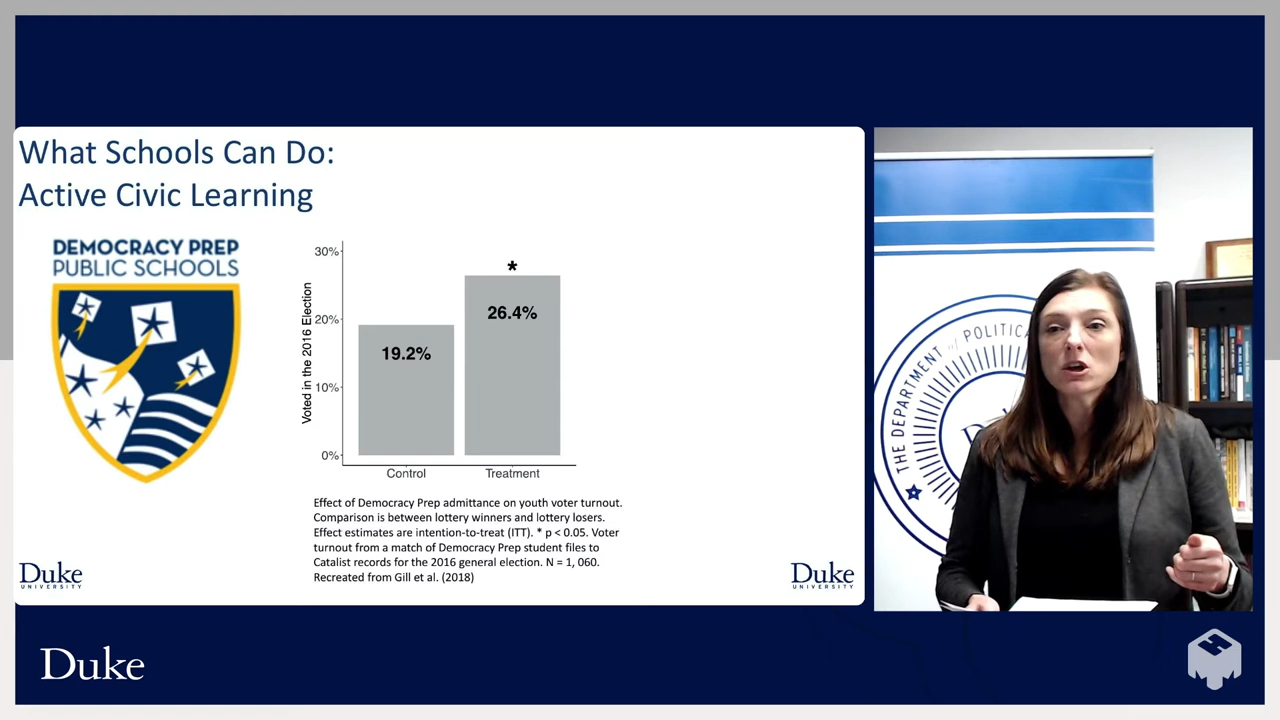 What Schools Can Do:
Active Civic Learning
DEMOCRACY PREP
PUBLIC SCHOOLS
Voted in the 2016 Election
30%
20%
10%
0%
*
19.2%
26.4%
Control
Treatment
Effect of Democracy Prep admittance on youth voter turnout.
Comparison is between lottery winners and lottery losers.
Effect estimates are intention-to-treat (ITT). * p < 0.05. Voter
turnout from a match of Democracy Prep student files to
Catalist records for the 2016 general election. N = 1, 060.
Recreated from Gill et al. (2018)
Duke
UNIVERSITY
Duke
UNIVERSITY
THE DEPARTMENT of POLITICA
Duke